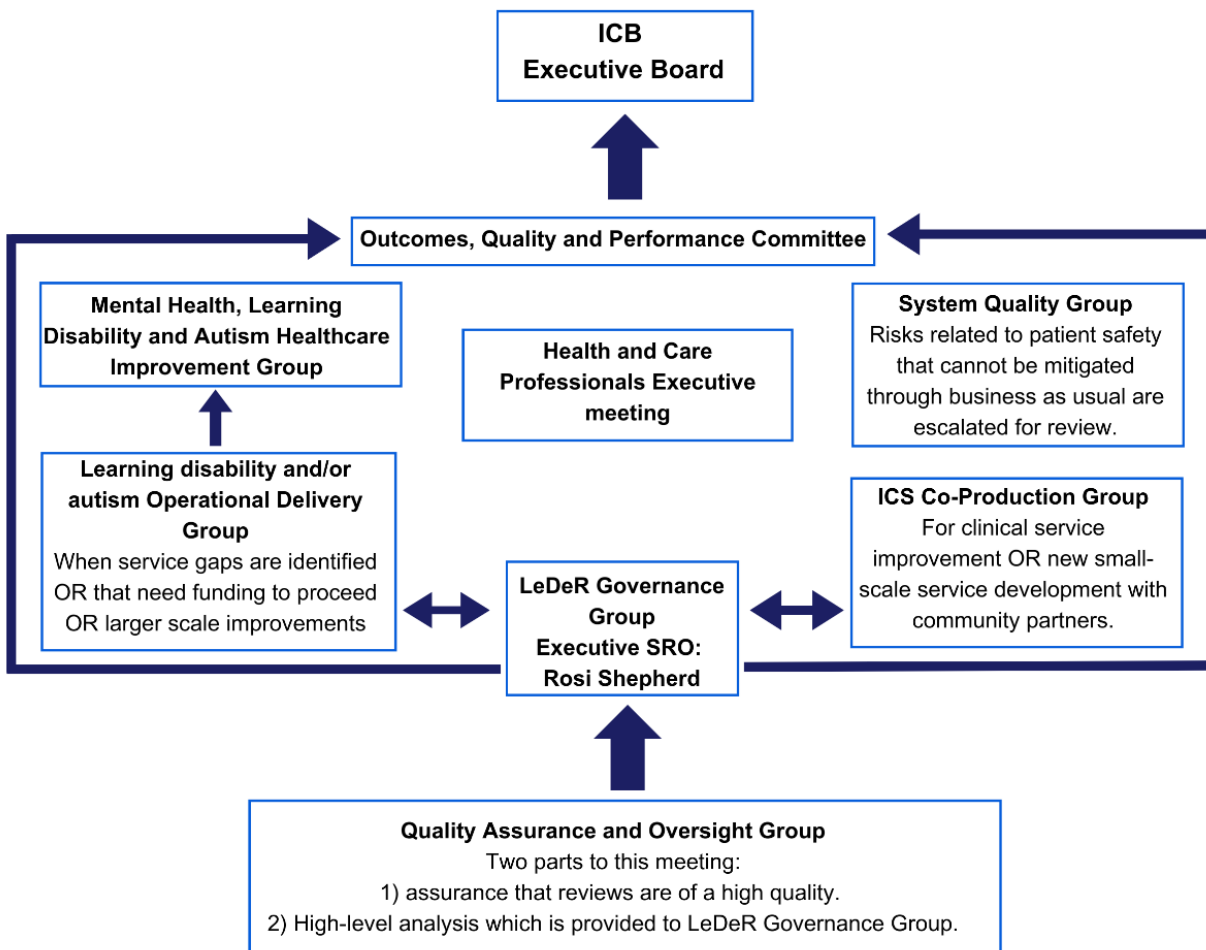 ICB
Executive Board
Outcomes, Quality and Performance Committee
Mental Health, Learning
Disability and Autism Healthcare
Improvement Group
Health and Care
Professionals Executive
meeting
System Quality Group
Risks related to patient safety
that cannot be mitigated
through business as usual are
escalated for review.
Learning disability and/or
autism Operational Delivery
Group
When service gaps are identified
OR that need funding to proceed
OR larger scale improvements
LeDeR Governance
Group
Executive SRO:
Rosi Shepherd
ICS Co-Production Group
For clinical service
improvement OR new small-
scale service development with
community partners.
Quality Assurance and Oversight Group
Two parts to this meeting:
1) assurance that reviews are of a high quality.
2) High-level analysis which is provided to LeDeR Governance Group.